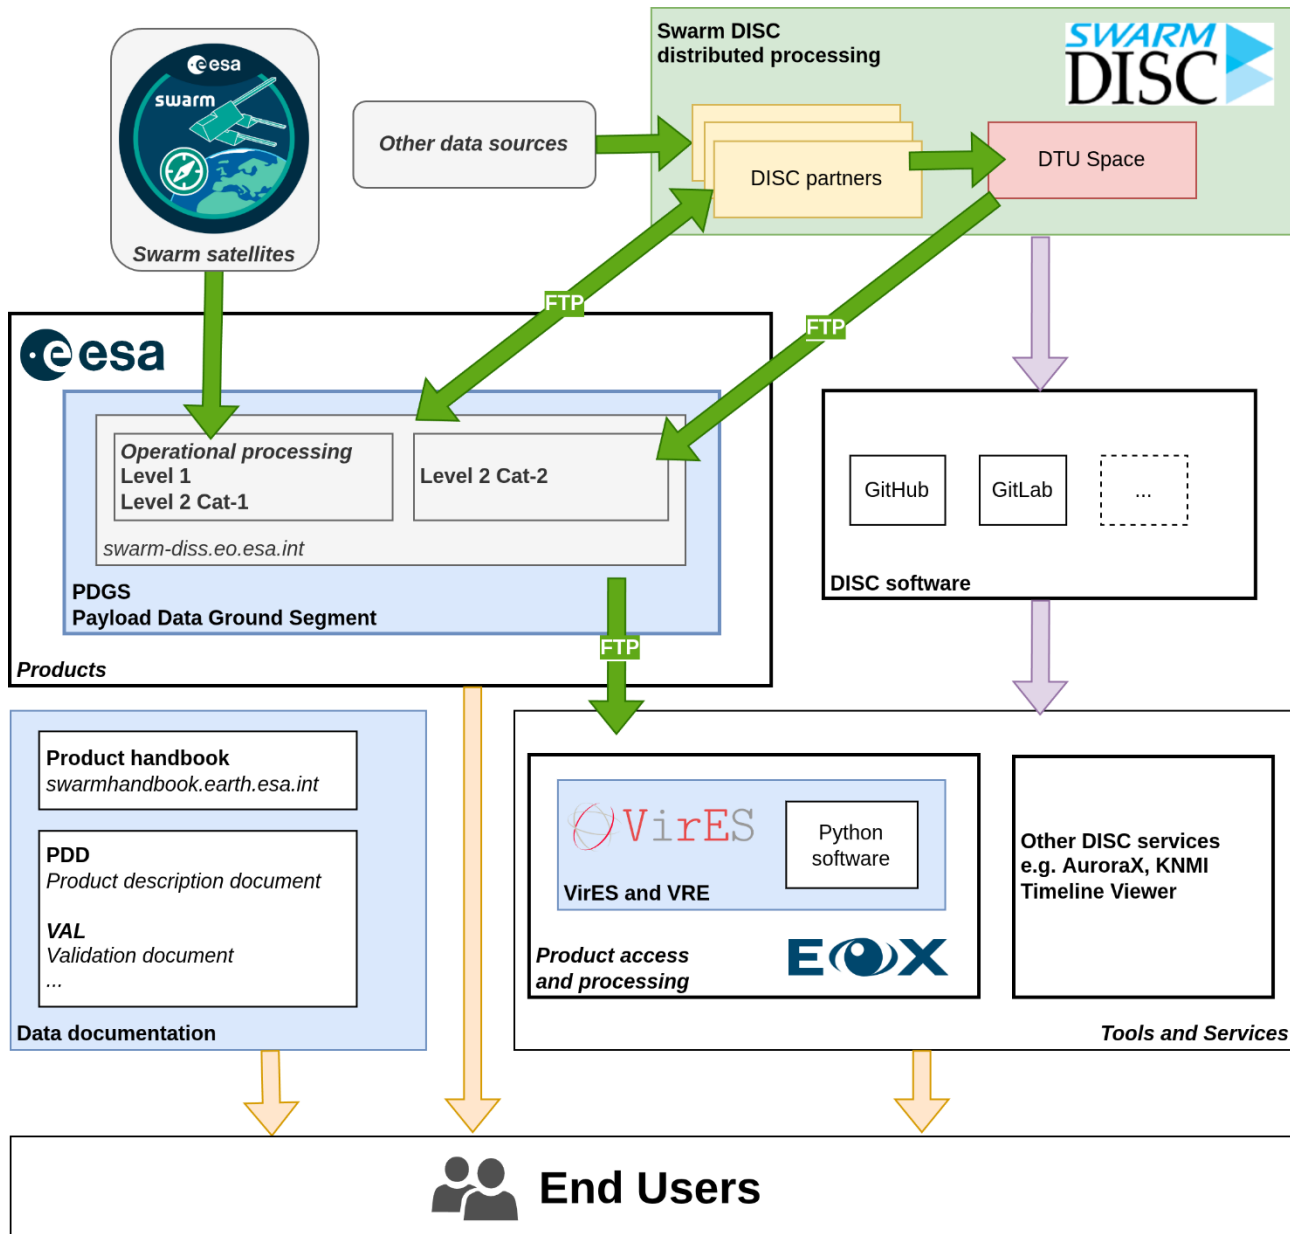 Swarm DISC
distributed processing
SWARM
DISC
esa
swarm
Swarm satellites
Other data sources
DISC partners
DTU Space
FTP
FTP
esa
Operational processing
Level 1
Level 2 Cat-1
Level 2 Cat-2
swarm-diss.eo.esa.int
PDGS
Payload Data Ground Segment
Products
GitHub
GitLab
...
DISC software
FTP
Product handbook
swarmhandbook.earth.esa.int
PDD
Product description document
VAL
Validation document
...
Data documentation
VirES
Python
software
VirES and VRE
Product access
and processing
EOX
Other DISC services
e.g. AuroraX, KNMI
Timeline Viewer
Tools and Services
End Users